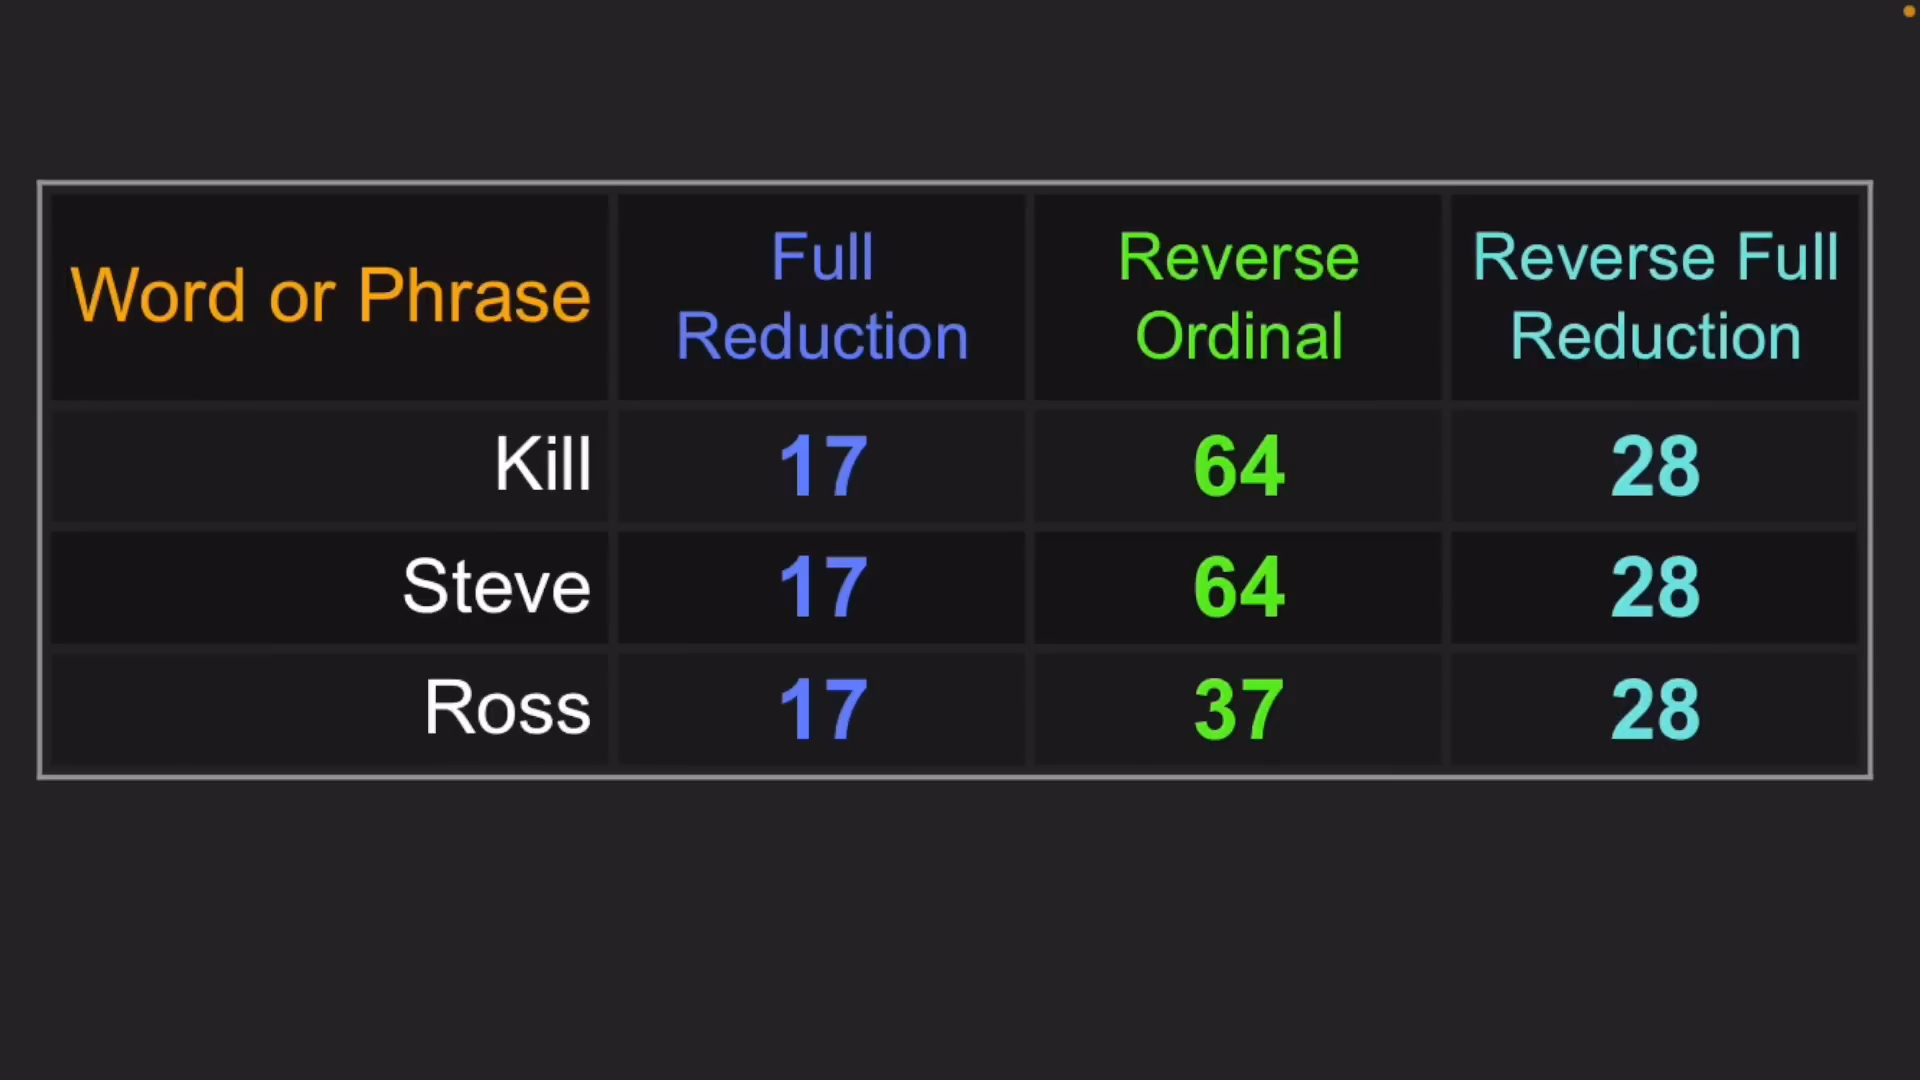 Word or Phrase
Full
Reduction
Reverse
Ordinal
Reverse Full
Reduction
Kill 17 64 28
Steve 17 64 28
Ross 17 37 28